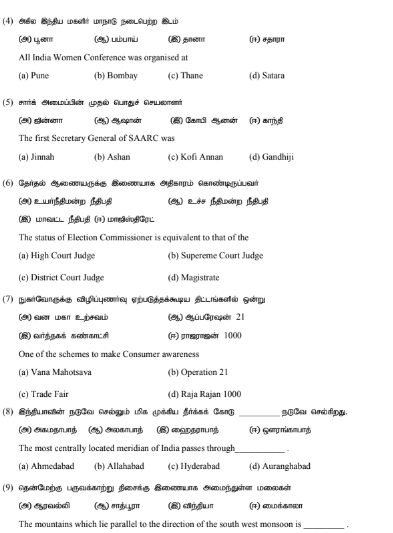 (4) அகில இந்திய மகளிர் மாநாடு நடைபெற்ற இடம்
(அ) பூனா (ஆ) பம்பாய் (இ) தானா (ஈ) சதாரா
All India Women Conference was organised at
(a) Pune (b) Bombay (c) Thane (d) Satara
(5) சார்க் அமைப்பின் முதல் பொதுச் செயலாளர்
(அ) ஜின்னா (ஆ) ஆஷான் (இ) கோபி ஆனன் (ஈ) காந்தி
The first Secretary General of SAARC was
(a) Jinnah (b) Ashan (c) Kofi Annan (d) Gandhiji
(6) தேர்தல் ஆணையருக்கு இணையாக அதிகாரம் கொண்டிருப்பவர்
(அ) உயர்நீதிமன்ற நீதிபதி (ஆ) உச்ச நீதிமன்ற நீதிபதி
(இ) மாவட்ட நீதிபதி (ஈ) மாஜிஸ்திரேட்
The status of Election Commissioner is equivalent to that of the
(a) High Court Judge (b) Supereme Court Judge
(c) District Court Judge (d) Magistrate
(7) நுகர்வோருக்கு விழிப்புணர்வு ஏற்படுத்தக்கூடிய திட்டங்களில் ஒன்று
(அ) வன மகா உற்சவம் (ஆ) ஆப்பரேஷன் 21
(இ) வர்த்தகக் கண்காட்சி (ஈ) ராஜராஜன் 1000
One of the schemes to make Consumer awareness
(a) Vana Mahotsava (b) Operation 21
(c) Trade Fair (d) Raja Rajan 1000
(8) இந்தியாவின் நடுவே செல்லும் மிக முக்கிய தீர்க்கக் கோடு _________ நடுவே செல்கிறது.
(அ) அகமதாபாத் (ஆ) அலகாபாத் (இ) ஹைதராபாத் (ஈ) ஔரங்காபாத்
The most centrally located meridian of India passes through___________ .
(a) Ahmedabad (b) Allahabad (c) Hyderabad (d) Auranghabad
(9) தென்மேற்கு பருவக்காற்று திசைக்கு இணையாக அமைந்துள்ள மலைகள்
(அ) ஆரவல்லி (ஆ) சாத்பூரா (இ) விந்தியா (ஈ) மைக்காலா
The mountains which lie parallel to the direction of the south west monsoon is _________ .